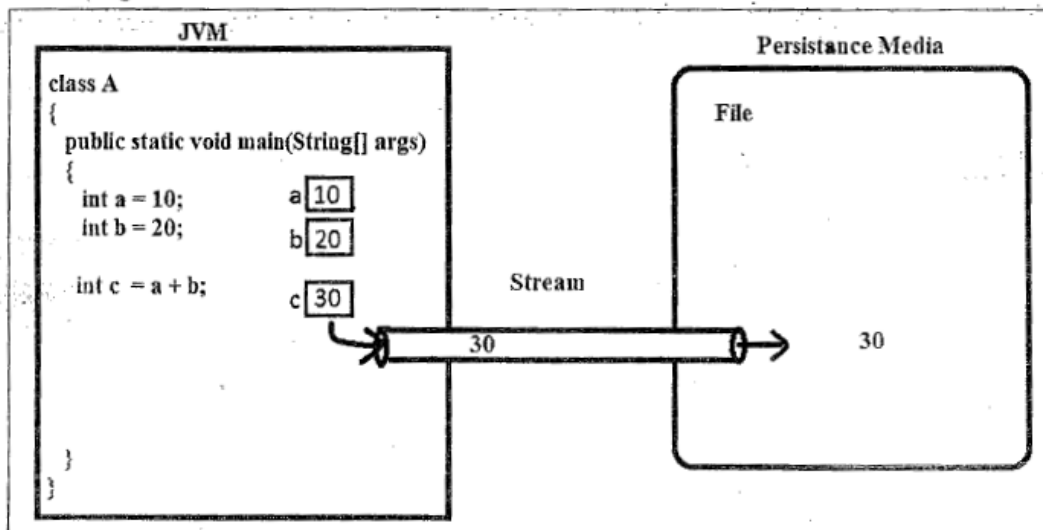 JVM
class A
{
public static void main(String[] args)
{
int a = 10;
int b = 20;
int c = a + b;
}
}
a 10
b 20
c 30
Stream
30
Persistance Media
File
30